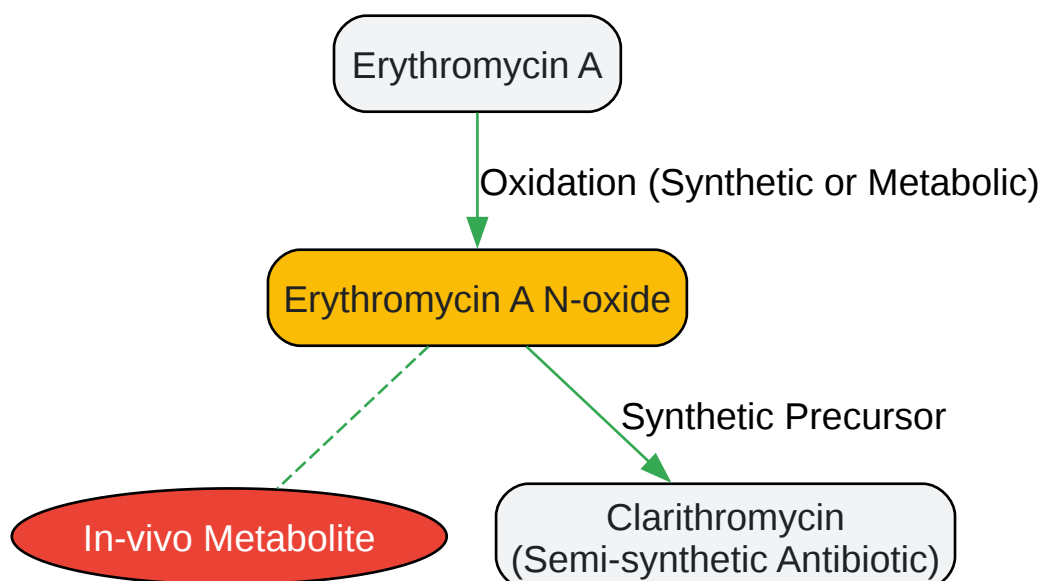 Erythromycin A
Oxidation (Synthetic or Metabolic)
Erythromycin A N-oxide
Synthetic Precursor
In-vivo Metabolite
Clarithromycin
(Semi-synthetic Antibiotic)